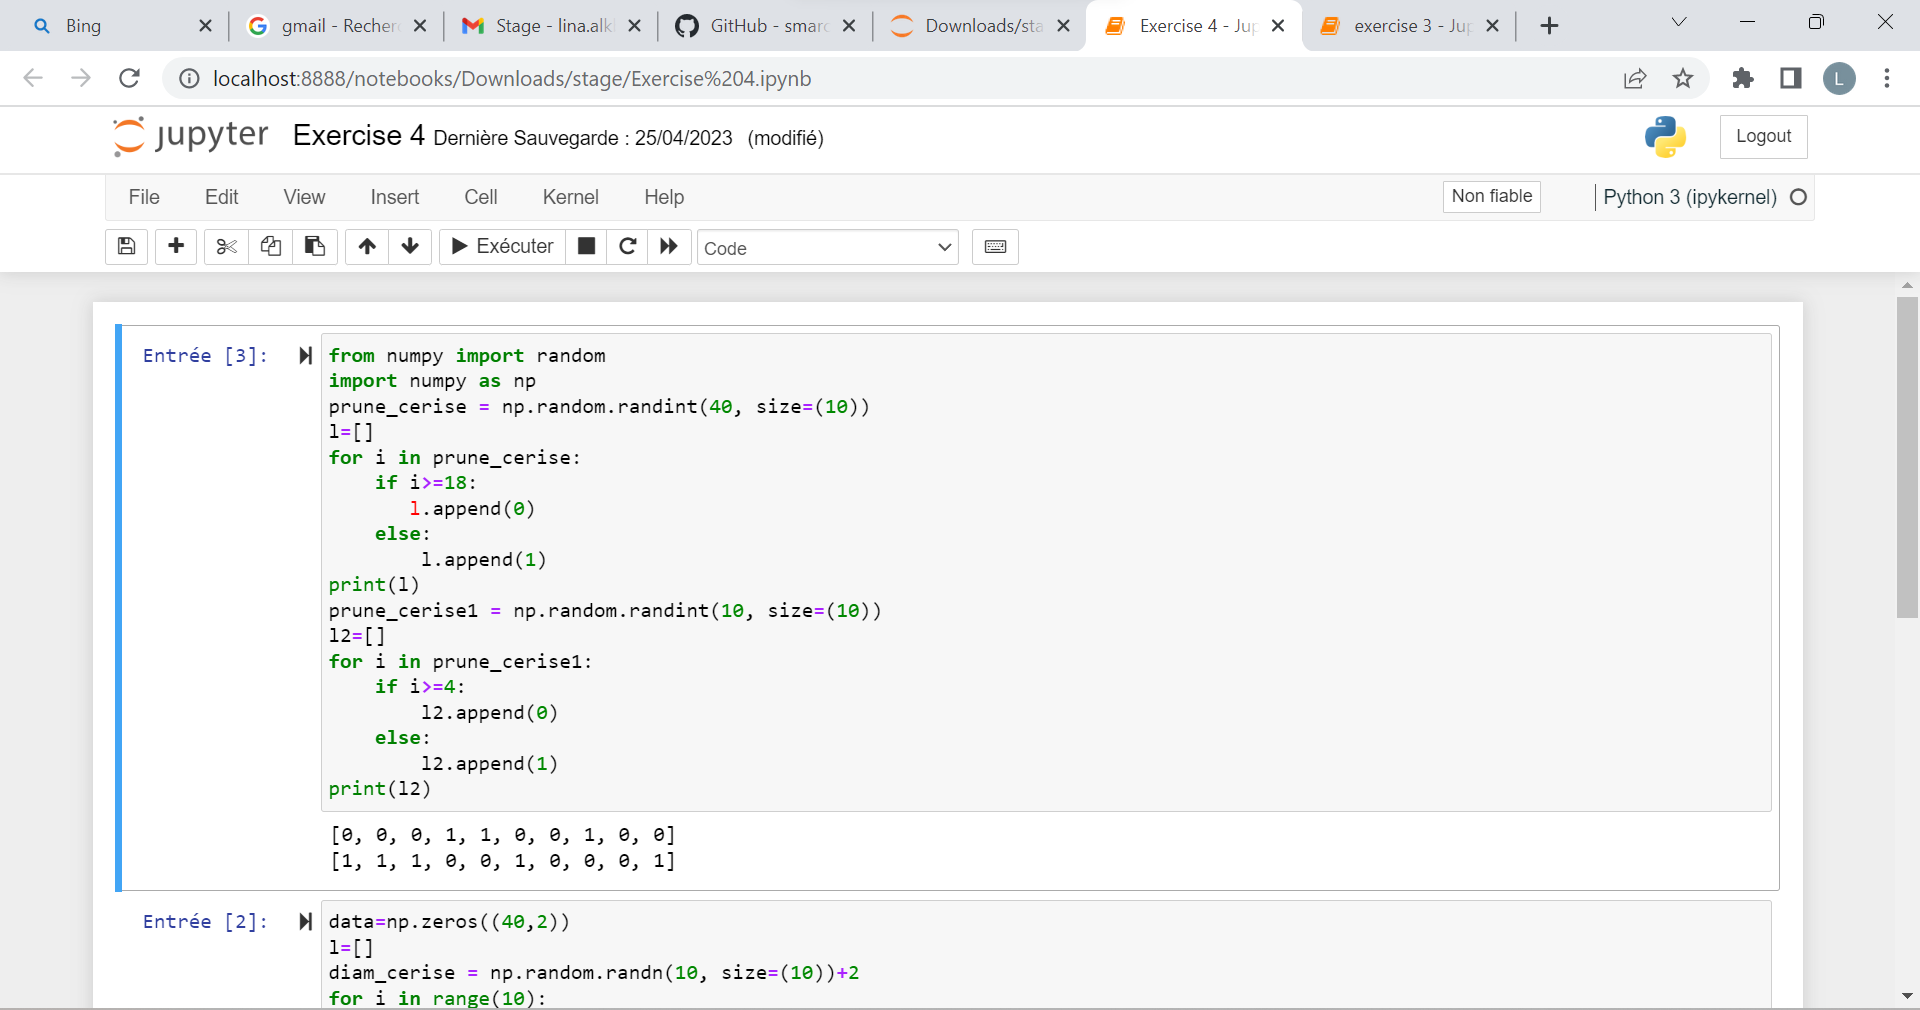 Bing
gmail - Recherc
Stage - lina.alkl
GitHub - smarc
Downloads/sta
Exercise 4 - Jup
exercise 3 - Jup
localhost:8888/notebooks/Downloads/stage/Exercise%204.ipynb
L
jupyter Exercise 4 Dernière Sauvegarde : 25/04/2023 (modifié)
Logout
File Edit View Insert Cell Kernel Help
Non fiable
Python 3 (ipykernel)
Exécuter
Code
Entrée [3]:
from numpy import random
import numpy as np
prune_cerise = np.random.randint(40, size=(10))
l=[]
for i in prune_cerise:
    if i>=18:
       l.append(0)
    else:
        l.append(1)
print(l)
prune_cerise1 = np.random.randint(10, size=(10))
l2=[]
for i in prune_cerise1:
    if i>=4:
        l2.append(0)
    else:
        l2.append(1)
print(l2)
[0, 0, 0, 1, 1, 0, 0, 1, 0, 0]
[1, 1, 1, 0, 0, 1, 0, 0, 0, 1]
Entrée [2]:
data=np.zeros((40,2))
l=[]
diam_cerise = np.random.randn(10, size=(10))+2
for i in range(10):